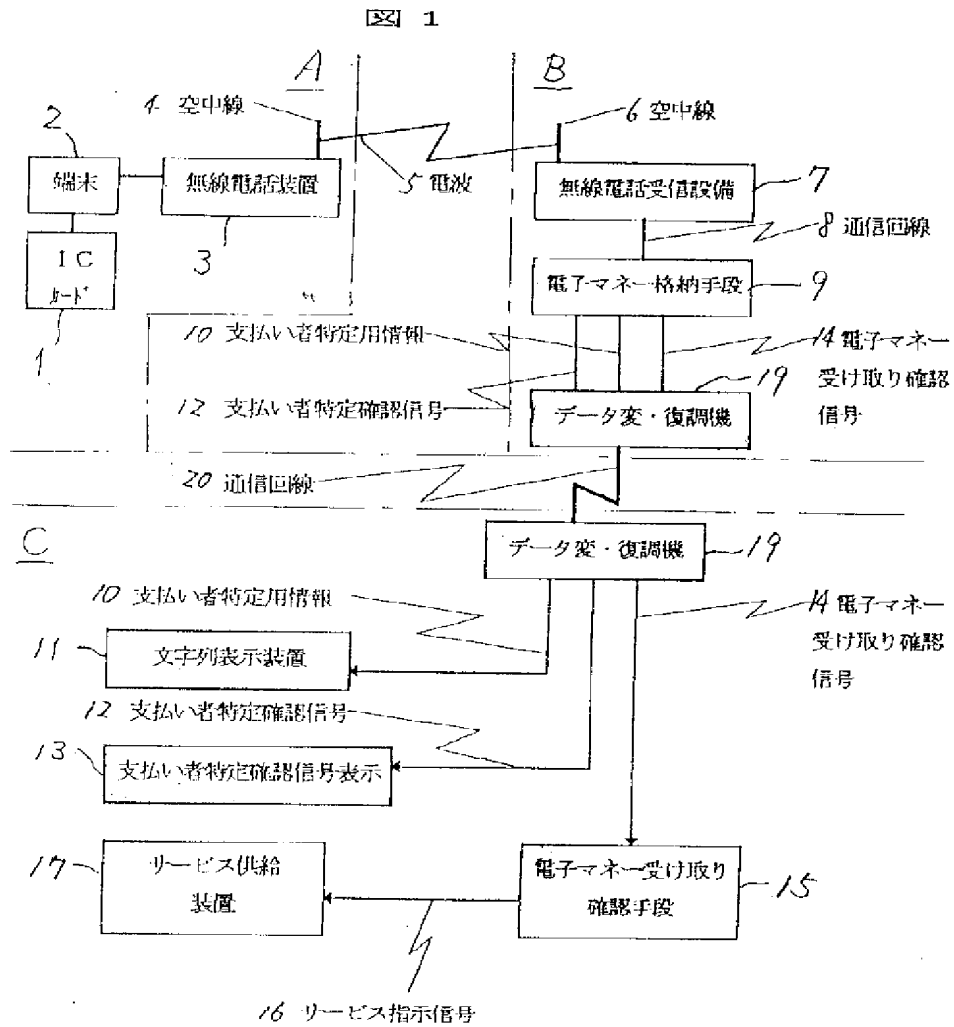 図 1
A
B
4 空中線
6 空中線
2
端末
無線電話装置
5 電波
無線電話受信設備
7
3
8 通信回線
IC
カード
電子マネー格納手段
9
1
10 支払い者特定用情報
14 電子マネー
受け取り確認
信号
19
12 支払い者特定確認信号
データ変・復調機
20 通信回線
C
データ変・復調機
19
10 支払い者特定用情報
14 電子マネー
受け取り確認
信号
11
文字列表示装置
12 支払い者特定確認信号
13
支払い者特定確認信号表示
17
サービス供給
装置
電子マネー受け取り
確認手段
15
16 サービス指示信号